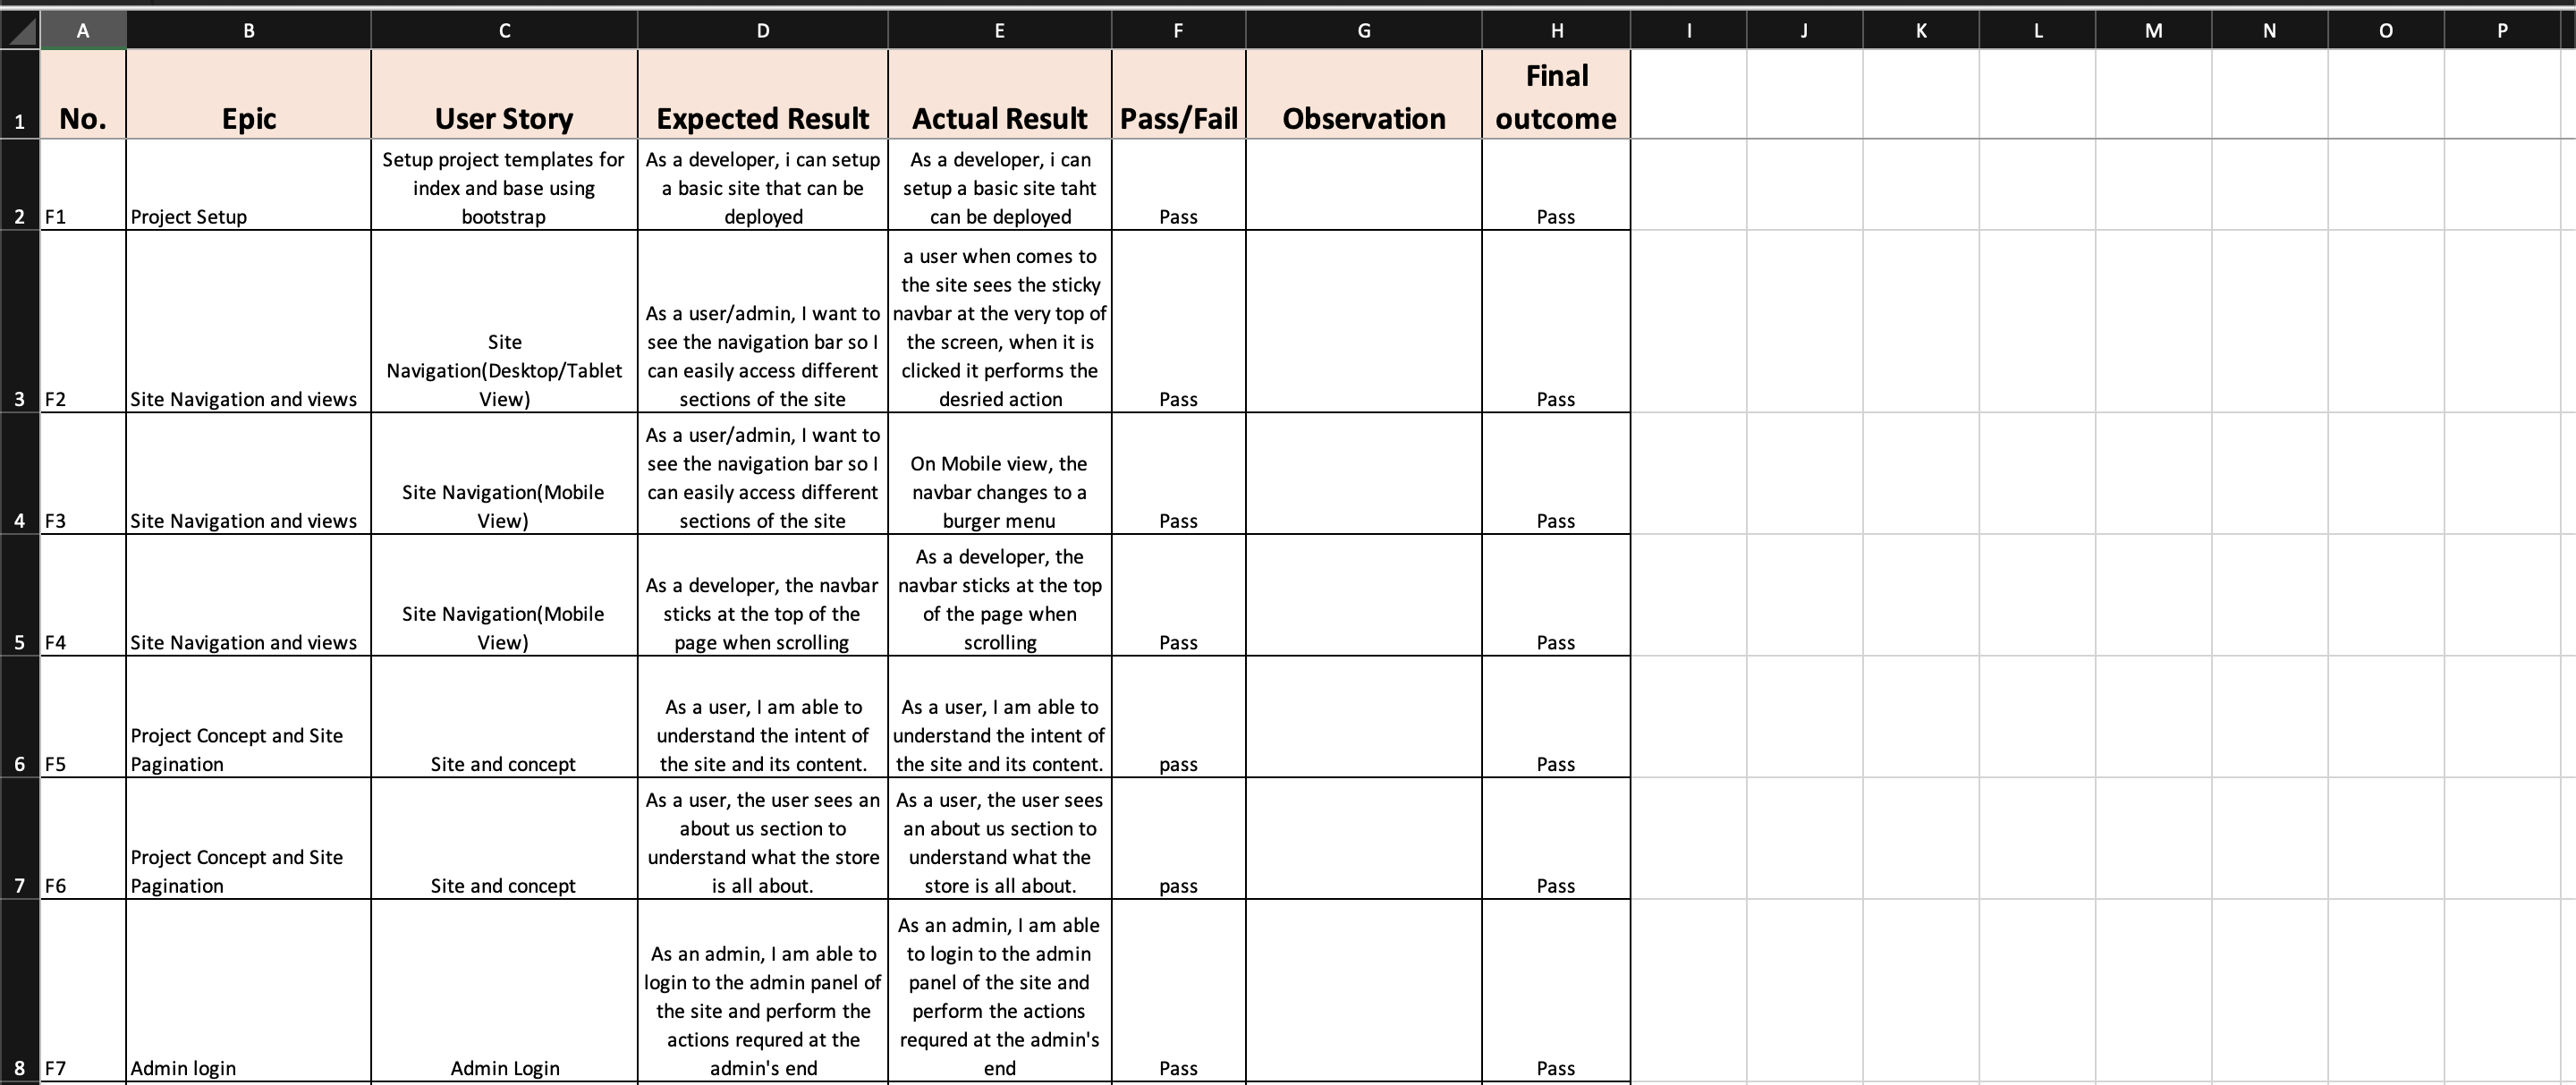 A B C D E F G H I J K L M N O P
1 No. Epic User Story Expected Result Actual Result Pass/Fail Observation Final
outcome
2 F1 Project Setup
Setup project templates for
index and base using
bootstrap
As a developer, i can setup
a basic site that can be
deployed
As a developer, i can
setup a basic site taht
can be deployed
Pass
Pass
3 F2 Site Navigation and views
Site
Navigation(Desktop/Tablet
View)
As a user/admin, I want to
see the navigation bar so I
can easily access different
sections of the site
a user when comes to
the site sees the sticky
navbar at the very top of
the screen, when it is
clicked it performs the
desried action
Pass
Pass
4 F3 Site Navigation and views
Site Navigation(Mobile
View)
As a user/admin, I want to
see the navigation bar so I
can easily access different
sections of the site
On Mobile view, the
navbar changes to a
burger menu
Pass
Pass
5 F4 Site Navigation and views
Site Navigation(Mobile
View)
As a developer, the navbar
sticks at the top of the
page when scrolling
As a developer, the
navbar sticks at the top
of the page when
scrolling
Pass
Pass
6 F5
Project Concept and Site
Pagination
Site and concept
As a user, I am able to
understand the intent of
the site and its content.
As a user, I am able to
understand the intent of
the site and its content.
pass
Pass
7 F6
Project Concept and Site
Pagination
Site and concept
As a user, the user sees an
about us section to
understand what the store
is all about.
As a user, the user sees
an about us section to
understand what the
store is all about.
pass
Pass
8 F7 Admin login
Admin Login
As an admin, I am able to
login to the admin panel of
the site and perform the
actions requred at the
admin's end
As an admin, I am able
to login to the admin
panel of the site and
perform the actions
requred at the admin's
end
Pass
Pass